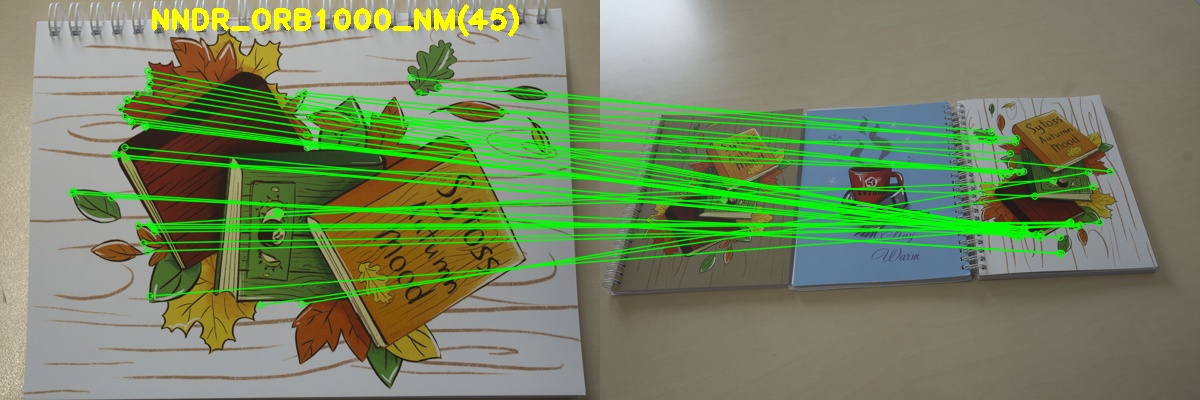 NNDR_ORB1000_NM(45)
Syloss
Autumn
Mood
Syloss
Autumn
Mood
Warm